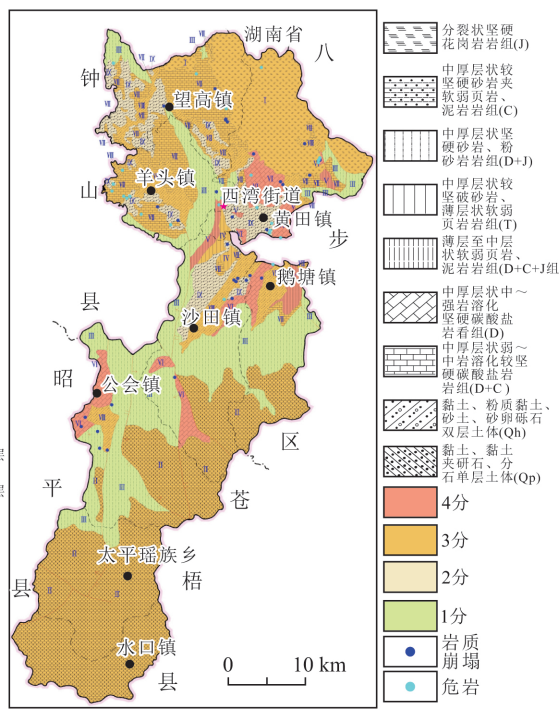 湖南省
八
钟
望高镇
羊头镇
山
西湾街道
黄田镇
步
鹅塘镇
县
沙田镇
昭
公会镇
区
平
苍
太平瑶族乡
梧
县
水口镇
县
0 10 km
层
层
分裂状坚硬
花岗岩岩组(J)
中厚层状较
坚硬砂岩夹
软弱页岩、
泥岩岩组(C)
中厚层状坚
硬砂岩、粉
砂岩岩组(D+J)
中厚层状较
坚破砂岩、
薄层状软弱
页岩岩组(T)
薄层至中层
状软弱页岩、
泥岩岩组(D+C+J组
中厚层状中～
强岩溶化
坚硬碳酸盐
岩看组(D)
中厚层状弱～
中岩溶化较坚
硬碳酸盐岩
岩组(D+C)
黏土、粉质黏土、
砂土、砂卵砾石
双层土体(Qh)
黏土、黏土
夹研石、分
石单层土体(Qp)
4分
3分
2分
1分
岩质
崩塌
危岩